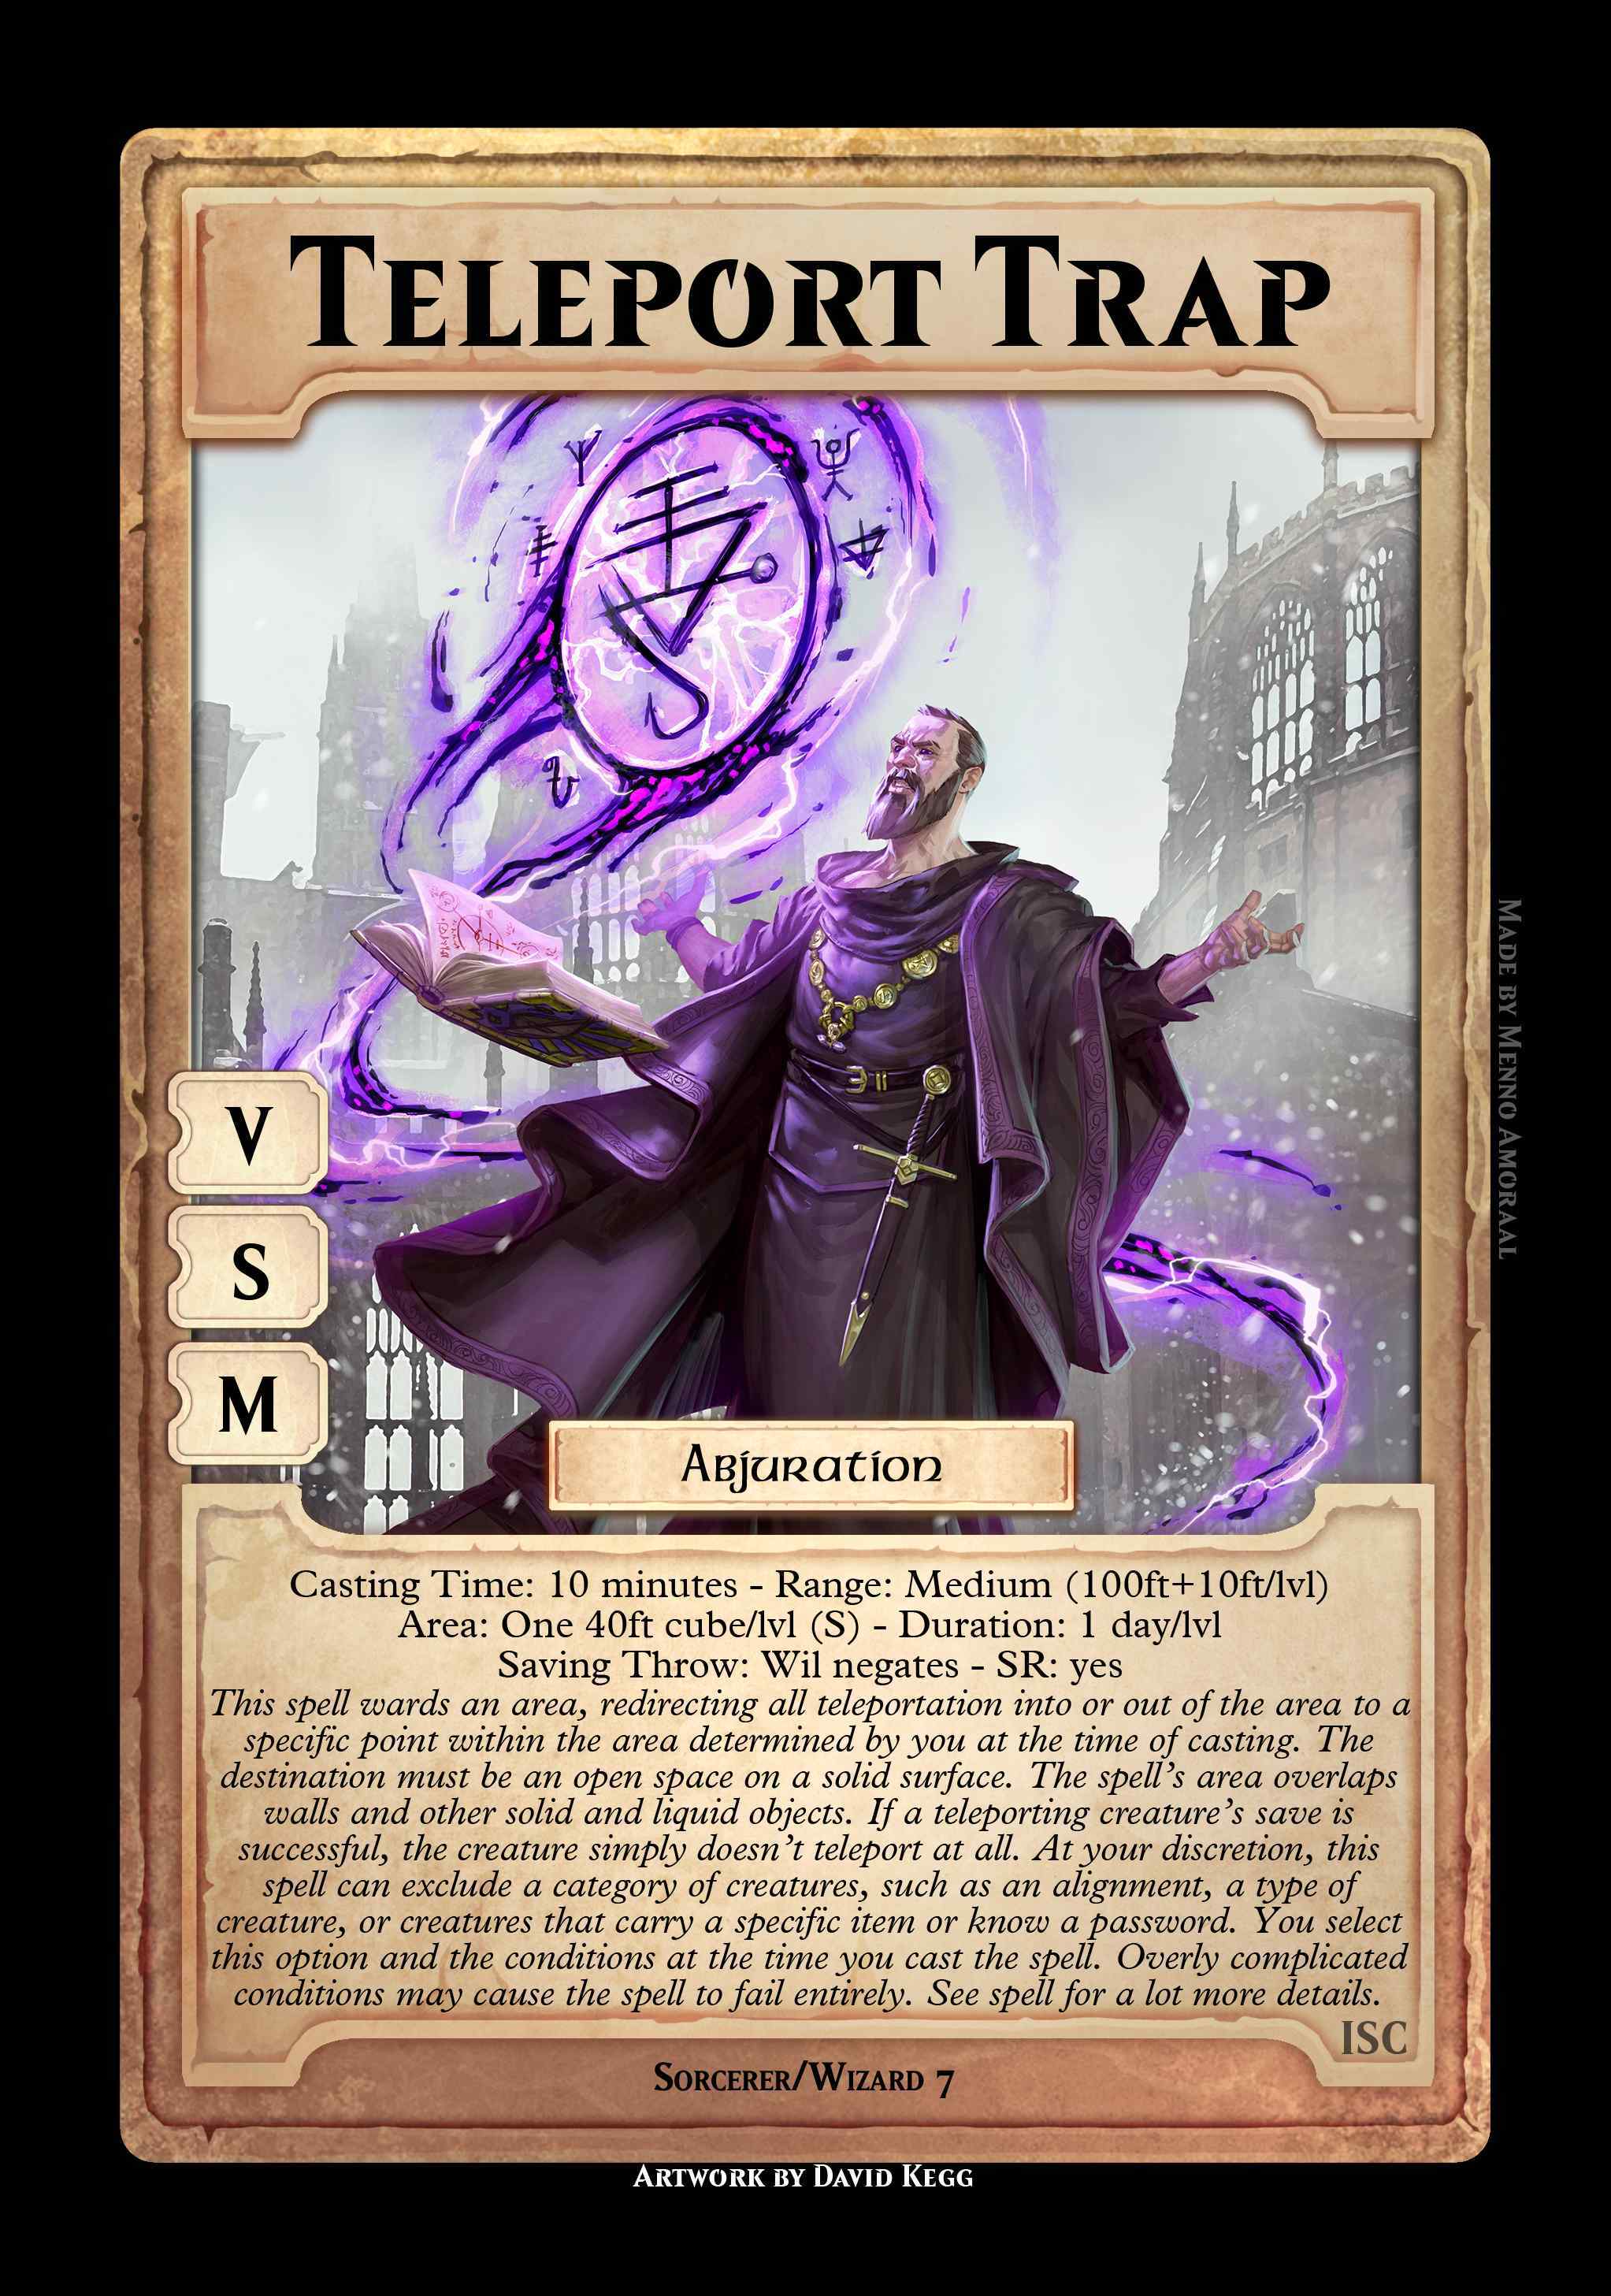 Teleport Trap
V
S
M
Abjuration
Casting Time: 10 minutes - Range: Medium (100ft+10ft/lvl)
Area: One 40ft cube/lvl (S) - Duration: 1 day/lvl
Saving Throw: Wil negates - SR: yes
This spell wards an area, redirecting all teleportation into or out of the area to a
specific point within the area determined by you at the time of casting. The
destination must be an open space on a solid surface. The spell's area overlaps
walls and other solid and liquid objects. If a teleporting creature's save is
successful, the creature simply doesn't teleport at all. At your discretion, this
spell can exclude a category of creatures, such as an alignment, a type of
creature, or creatures that carry a specific item or know a password. You select
this option and the conditions at the time you cast the spell. Overly complicated
conditions may cause the spell to fail entirely. See spell for a lot more details.
ISC
Sorcerer/Wizard 7
Artwork by David Kegg
Made by Menno Amoraal